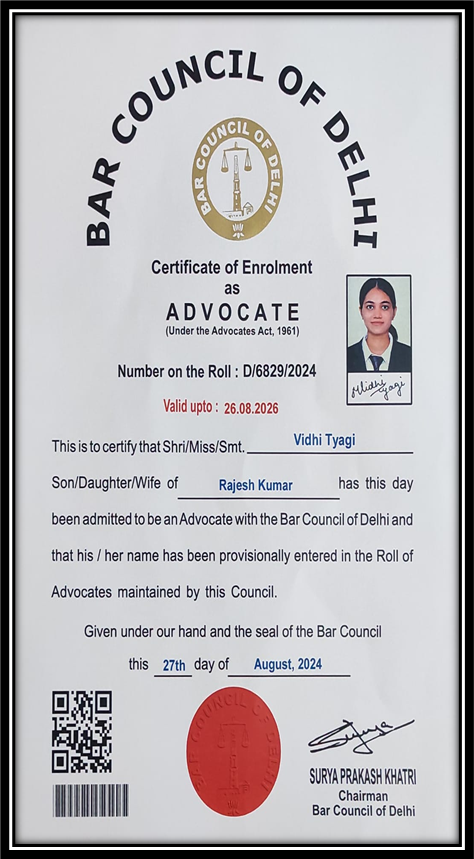 BAR COUNCIL OF DELHI
BAR COUNCIL OF DELHI
Certificate of Enrolment
as
ADVOCATE
(Under the Advocates Act, 1961)
Number on the Roll : D/6829/2024
Vidhi Tyagi
Valid upto : 26.08.2026
This is to certify that Shri/Miss/Smt. Vidhi Tyagi
Son/Daughter/Wife of Rajesh Kumar has this day
been admitted to be an Advocate with the Bar Council of Delhi and
that his / her name has been provisionally entered in the Roll of
Advocates maintained by this Council.
Given under our hand and the seal of the Bar Council
this 27th day of August, 2024
BAR COUNCIL OF DELHI
Surya
SURYA PRAKASH KHATRI
Chairman
Bar Council of Delhi